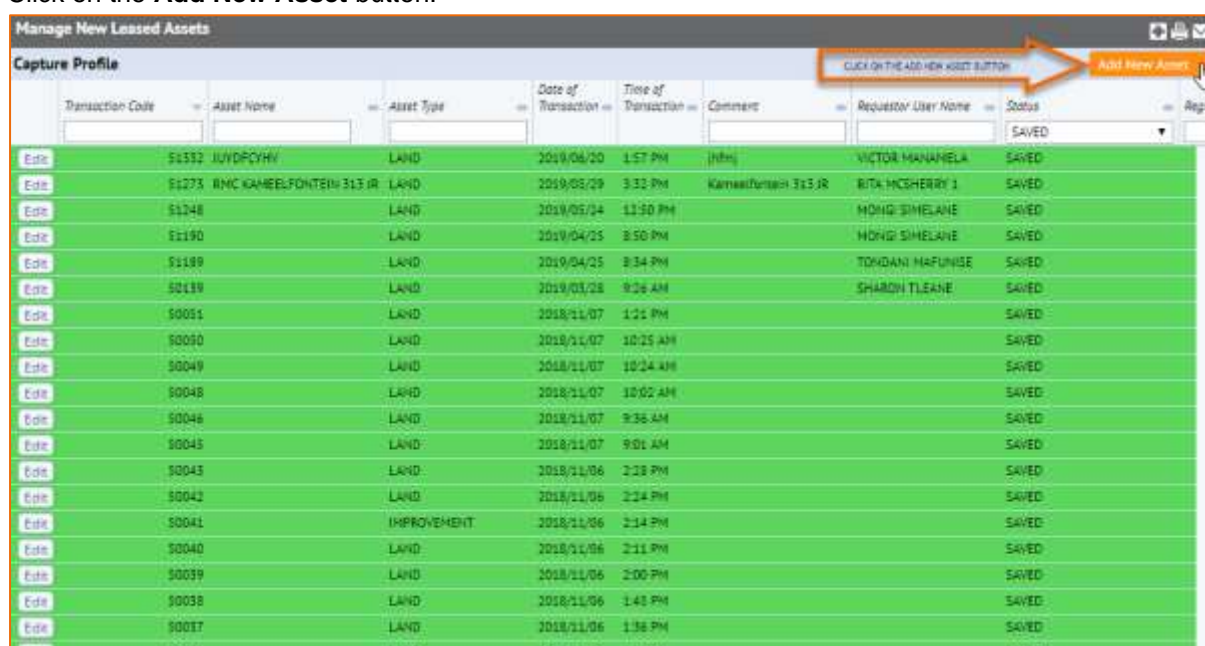 Click on the Add New Asset button.
Manage New Leased Assets
Capture Profile CLICK ON THE ADD NEW ASSET BUTTON Add New Asset
Transaction Code Asset Name Asset Type Date of Transaction Time of Transaction Comment Requestor User Name Status Reg
SAVED
Edit 51332 LAND 2019/06/20 1:57 PM VICTOR MANAMELA SAVED
Edit 51273 RMC KAMEELFONTEIN 313 JR LAND 2019/05/29 3:32 PM Kameelfontein 313 JR RITA MCSHERRY 1 SAVED
Edit 51248 LAND 2019/05/24 12:50 PM MONGI SIMELANE SAVED
Edit 51190 LAND 2019/04/25 8:50 PM MONGI SIMELANE SAVED
Edit 51189 LAND 2019/04/25 8:34 PM TONDANI MAFUNISE SAVED
Edit 50139 LAND 2019/03/28 9:26 AM SHARON TLEANE SAVED
Edit 50051 LAND 2018/11/07 1:21 PM SAVED
Edit 50050 LAND 2018/11/07 10:25 AM SAVED
Edit 50049 LAND 2018/11/07 10:24 AM SAVED
Edit 50048 LAND 2018/11/07 10:02 AM SAVED
Edit 50046 LAND 2018/11/07 9:36 AM SAVED
Edit 50045 LAND 2018/11/07 9:01 AM SAVED
Edit 50043 LAND 2018/11/06 2:28 PM SAVED
Edit 50042 LAND 2018/11/06 2:24 PM SAVED
Edit 50041 IMPROVEMENT 2018/11/06 2:14 PM SAVED
Edit 50040 LAND 2018/11/06 2:11 PM SAVED
Edit 50039 LAND 2018/11/06 2:00 PM SAVED
Edit 50038 LAND 2018/11/06 1:43 PM SAVED
Edit 50037 LAND 2018/11/06 1:36 PM SAVED